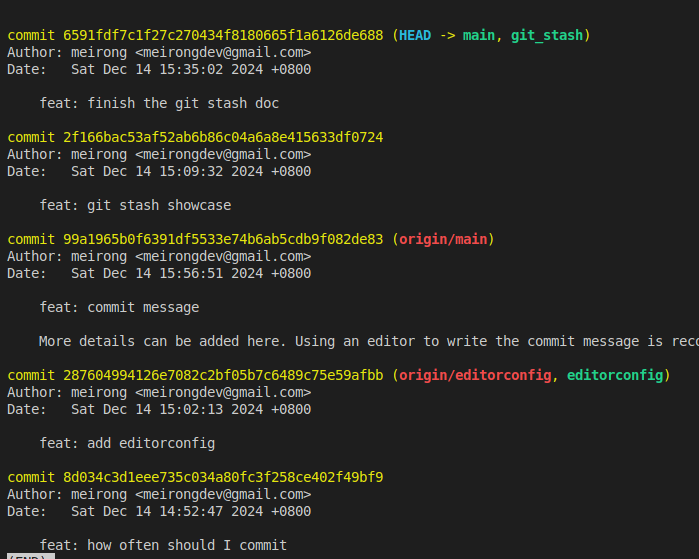 commit 6591fdf7c1f27c270434f8180665f1a6126de688 (HEAD -> main, git_stash)
Author: meirong <meirongdev@gmail.com>
Date:   Sat Dec 14 15:35:02 2024 +0800
feat: finish the git stash doc
commit 2f166bac53af52ab6b86c04a6a8e415633df0724
Author: meirong <meirongdev@gmail.com>
Date:   Sat Dec 14 15:09:32 2024 +0800
feat: git stash showcase
commit 99a1965b0f6391df5533e74b6ab5cdb9f082de83 (origin/main)
Author: meirong <meirongdev@gmail.com>
Date:   Sat Dec 14 15:56:51 2024 +0800
feat: commit message
More details can be added here. Using an editor to write the commit message is reco
commit 287604994126e7082c2bf05b7c6489c75e59afbb (origin/editorconfig, editorconfig)
Author: meirong <meirongdev@gmail.com>
Date:   Sat Dec 14 15:02:13 2024 +0800
feat: add editorconfig
commit 8d034c3d1eee735c034a80fc3f258ce402f49bf9
Author: meirong <meirongdev@gmail.com>
Date:   Sat Dec 14 14:52:47 2024 +0800
feat: how often should I commit
(END)